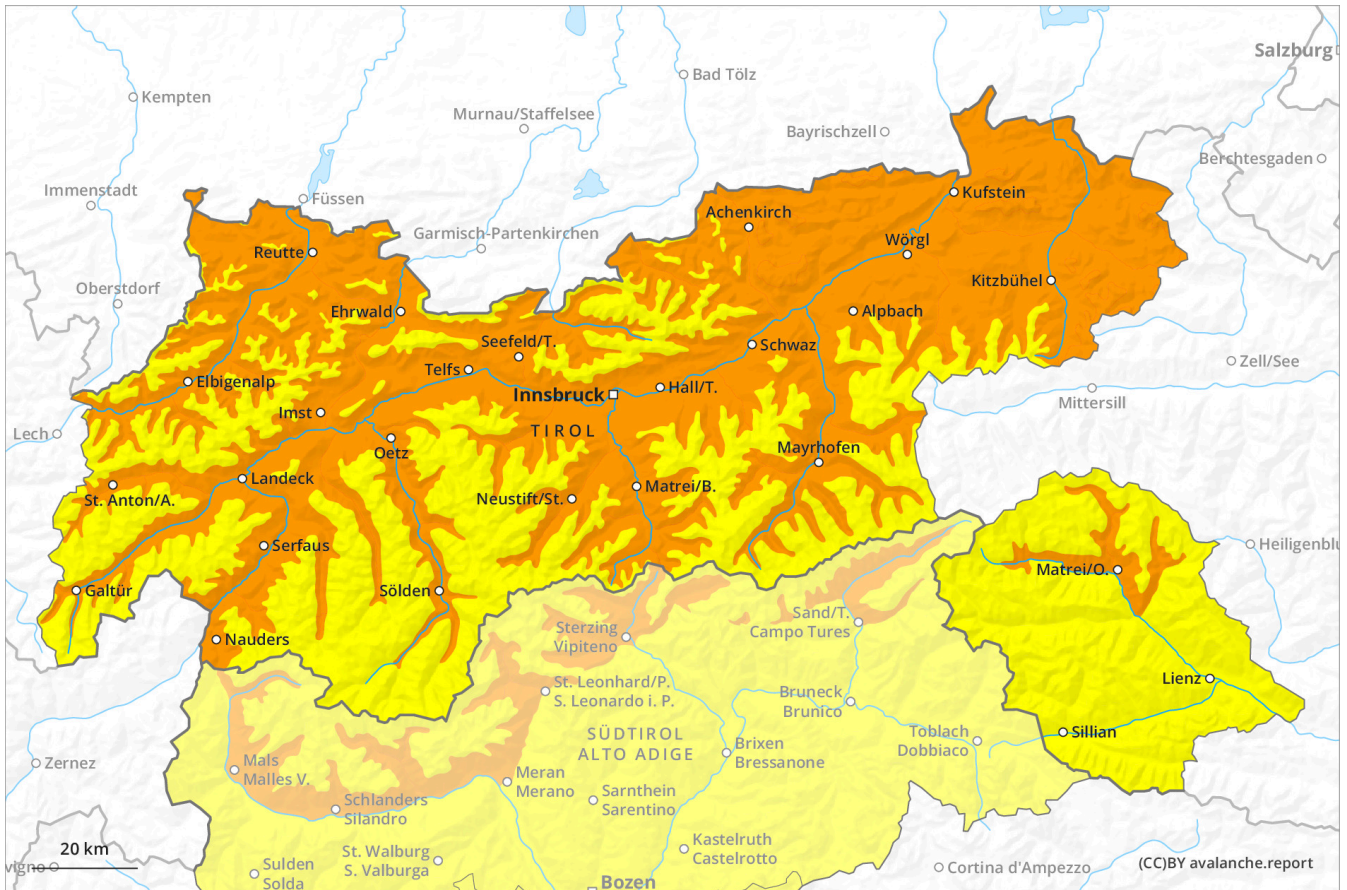 Salzburg
Kempten
Bad Tölz
Murnau/Staffelsee
Bayrischzell
Berchtesgaden
Immenstadt
Füssen
Kufstein
Achenkirch
Garmisch-Partenkirchen
Wörgl
Reutte
Kitzbühel
Oberstdorf
Ehrwald
Alpbach
Seefeld/T.
Schwaz
Zell/See
Telfs
Elbigenalp
Hall/T.
Innsbruck
Mittersill
Imst
TIROL
Lech
Oetz
Mayrhofen
Landeck
Matrei/B.
St. Anton/A.
Neustift/St.
Serfaus
Heiligenblu
Matrei/O.
Galtür
Sölden
Sand/T.
Campo Tures
Sterzing
Vipiteno
Nauders
Lienz
St. Leonhard/P.
S. Leonardo i. P.
Bruneck
Brunico
SÜDTIROL
ALTO ADIGE
Toblach
Dobbiaco
Sillian
Brixen
Bressanone
Zernez
Mals
Malles V.
Meran
Merano
Sarnthein
Sarentino
Schlanders
Silandro
Kastelruth
Castelrotto
20 km
St. Walburg
S. Valburga
vigno
Sulden
Solda
Cortina d'Ampezzo
(CC)BY avalanche.report
Bozen